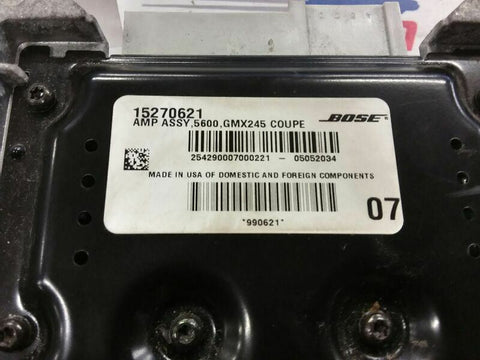 15270621
AMP ASSY,5600,GMX245 COUPE
BOSE
254290007000221 - 05052034
MADE IN USA OF DOMESTIC AND FOREIGN COMPONENTS
*990621*
07